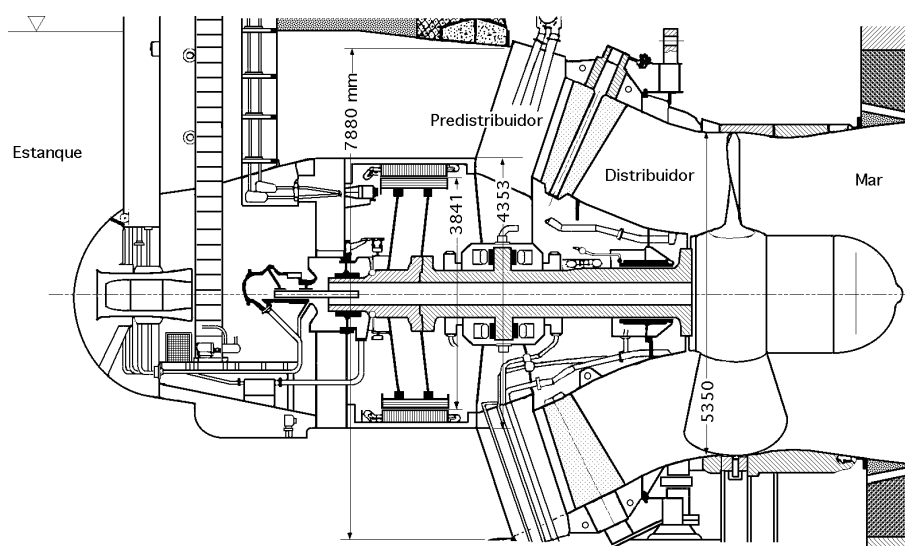 7880 mm
Predistribuidor
Estanque
Distribuidor
Mar
3841
4353
5350